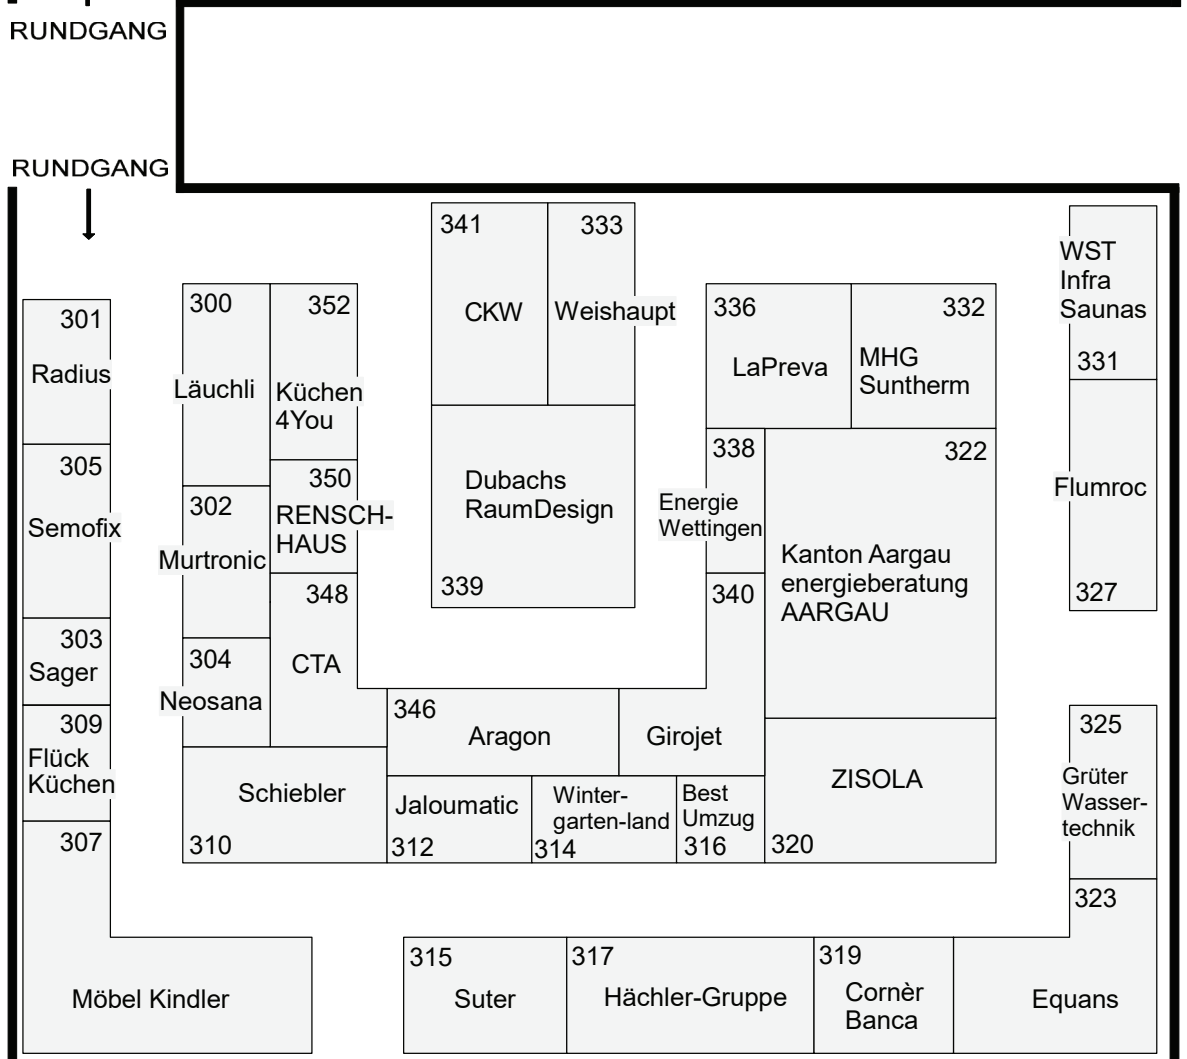 RUNDGANG
RUNDGANG
301
Radius
305
Semofix
303
Sager
309
Flück
Küchen
307
Möbel Kindler
300
Läuchli
352
Küchen
4You
302
Murtronic
350
RENSCH-
HAUS
304
Neosana
348
CTA
Schiebler
310
341
CKW
333
Weishaupt
Dubachs
RaumDesign
339
346
Aragon
340
Girojet
Jaloumatic
312
Winter-
garten-land
314
Best
Umzug
316
336
LaPreva
332
MHG
Suntherm
338
Energie
Wettingen
322
Kanton Aargau
energieberatung
AARGAU
ZISOLA
320
WST
Infra
Saunas
331
Flumroc
327
325
Grüter
Wasser-
technik
323
Equans
315
Suter
317
Hächler-Gruppe
319
Cornèr
Banca